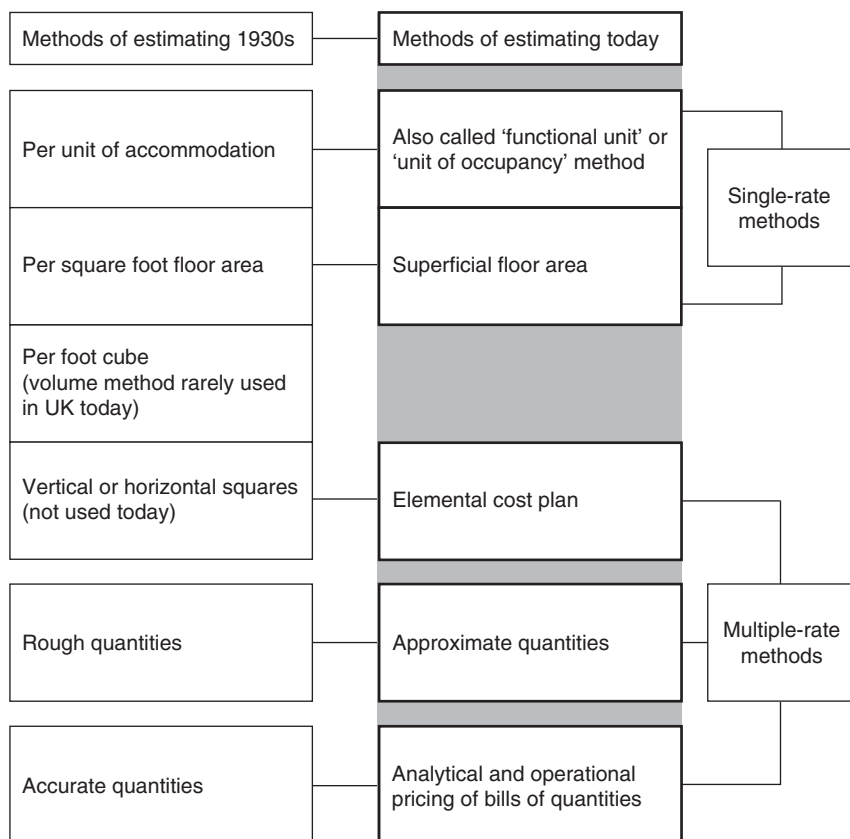 Methods of estimating 1930s
Methods of estimating today
Per unit of accommodation
Also called ‘functional unit’ or
‘unit of occupancy’ method
Single-rate
methods
Per square foot floor area
Superficial floor area
Per foot cube
(volume method rarely used
in UK today)
Vertical or horizontal squares
(not used today)
Elemental cost plan
Rough quantities
Approximate quantities
Multiple-rate
methods
Accurate quantities
Analytical and operational
pricing of bills of quantities